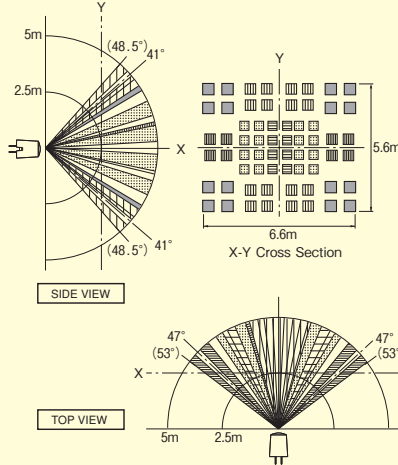 Y
5m
(48.5°)
41°
2.5m
X
41°
(48.5°)
SIDE VIEW
Y
5.6m
6.6m
X-Y Cross Section
47°
(53°)
47°
(53°)
X
TOP VIEW
5m
2.5m